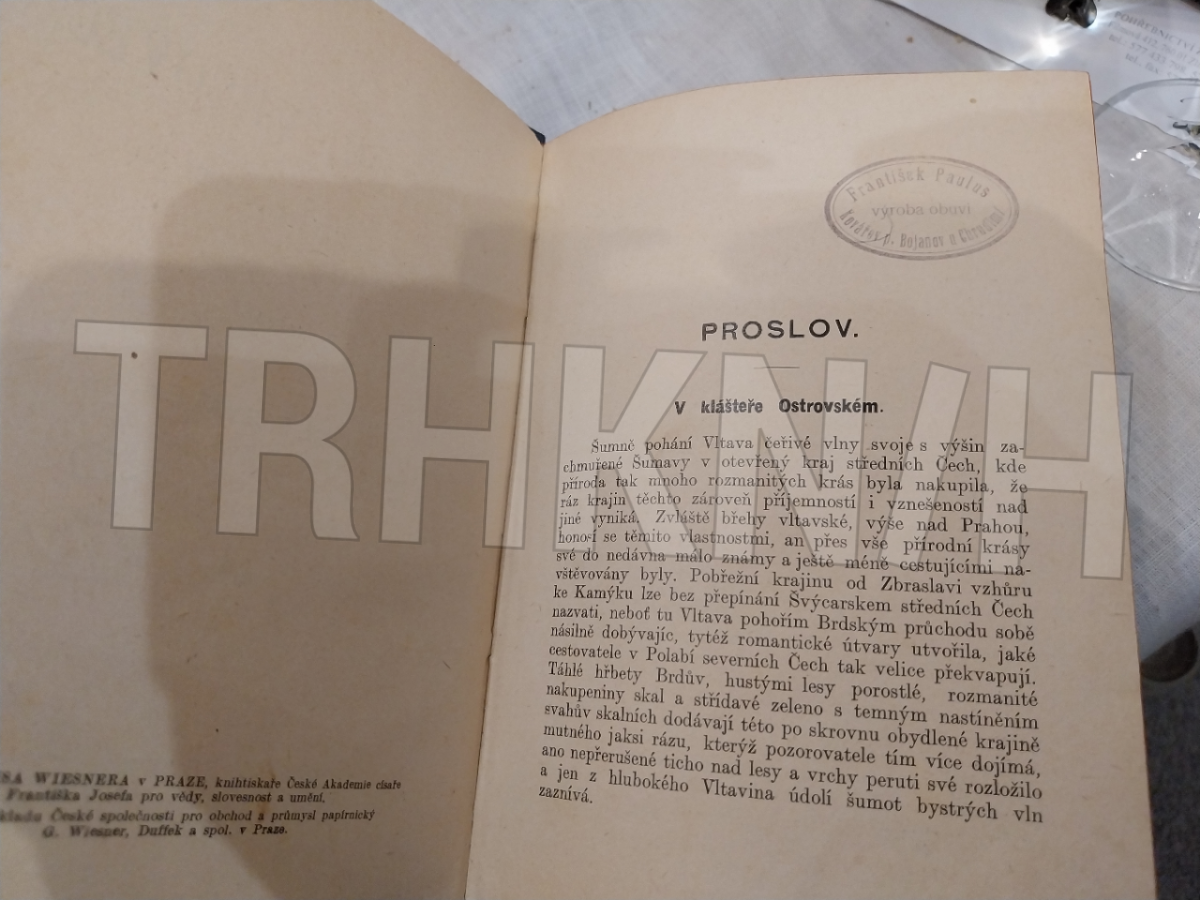 WIESNERA v PRAZE, knihtiskaře České Akademie císaře
Františka Josefa pro vědy, slovesnost a umění.
České společnosti pro obchod a průmysl papírnický
G. Wiesner, Duffek a spol. v Praze.
František Paulus
výroba obuvi
p. Bojanov u Chrudimi
PROSLOV.
V klášteře Ostrovském.
Šumně pohání Vltava čeřivé vlny svoje s výšin za-
chmuřené Šumavy v otevřený kraj středních Čech, kde
příroda tak mnoho rozmanitých krás byla nakupila, že
ráz krajin těchto zároveň příjemností i vznešeností nad
jiné vyniká. Zvláště břehy vltavské, výše nad Prahou,
honosí se těmito vlastnostmi, an přes vše přírodní krásy
své do nedávna málo známy a ještě méně cestujícími na-
vštěvovány byly. Pobřežní krajinu od Zbraslavi vzhůru
ke Kamýku lze bez přepínání Švýcarskem středních Čech
nazvati, neboť tu Vltava pohořím Brdským průchodu sobě
násilně dobývajíc, tytéž romantické útvary utvořila, jaké
cestovatele v Polabí severních Čech tak velice překvapují.
Táhlé hřbety Brdův, hustými lesy porostlé, rozmanité
nakupeniny skal a střídavé zeleno s temným nastíněním
svahův skalních dodávají této po skrovnu obydlené krajině
mutného jaksi rázu, kterýž pozorovatele tím více dojímá,
ano nepřerušené ticho nad lesy a vrchy peruti své rozložilo
a jen z hlubokého Vltavina údolí šumot bystrých vln
zaznívá.
TRHKNIH